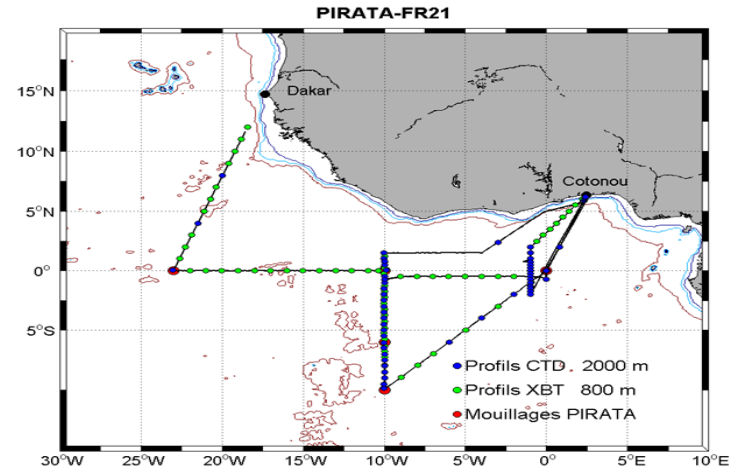 PIRATA-FR21
15°N
Dakar
10°N
Cotonou
5°N
0°
5°S
Profils CTD 2000 m
Profils XBT 800 m
Mouillages PIRATA
30°W 25°W 20°W 15°W 10°W 5°W 0° 5°E 10°E